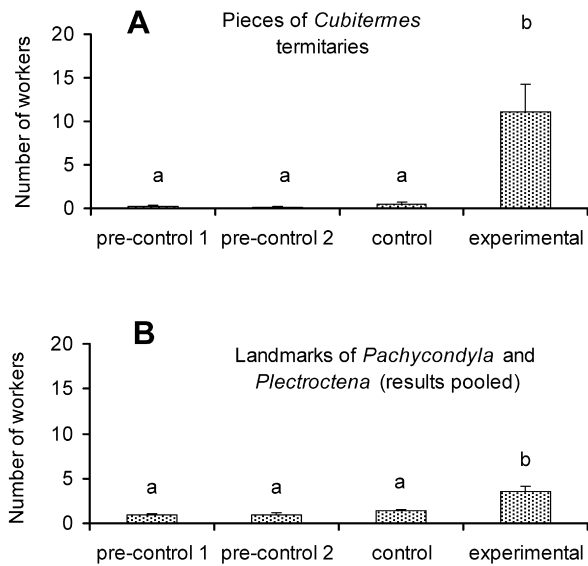 A
Pieces of Cubitermes
termitaries
Number of workers
20
15
10
5
0
a
a
a
b
pre-control 1
pre-control 2
control
experimental
B
Landmarks of Pachycondyla and
Plectroctena (results pooled)
Number of workers
20
15
10
5
0
a
a
a
b
pre-control 1
pre-control 2
control
experimental